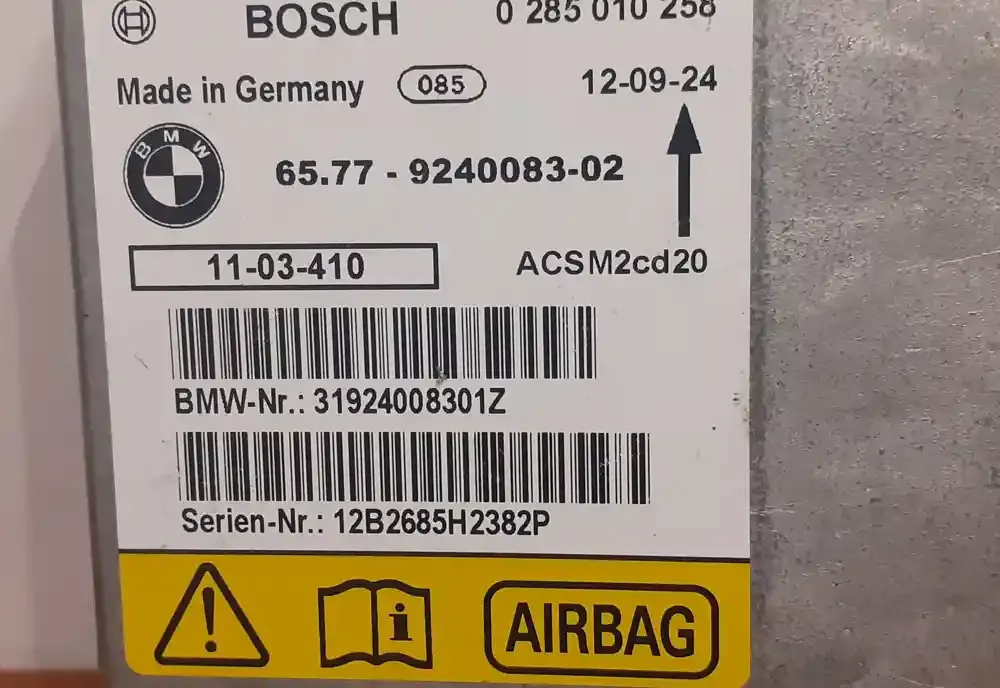 BOSCH 0 285 010 258
Made in Germany 085 12-09-24
BMW
65.77 - 9240083-02
11-03-410 ACSM2cd20
BMW-Nr.: 31924008301Z
Serien-Nr.: 12B2685H2382P
AIRBAG